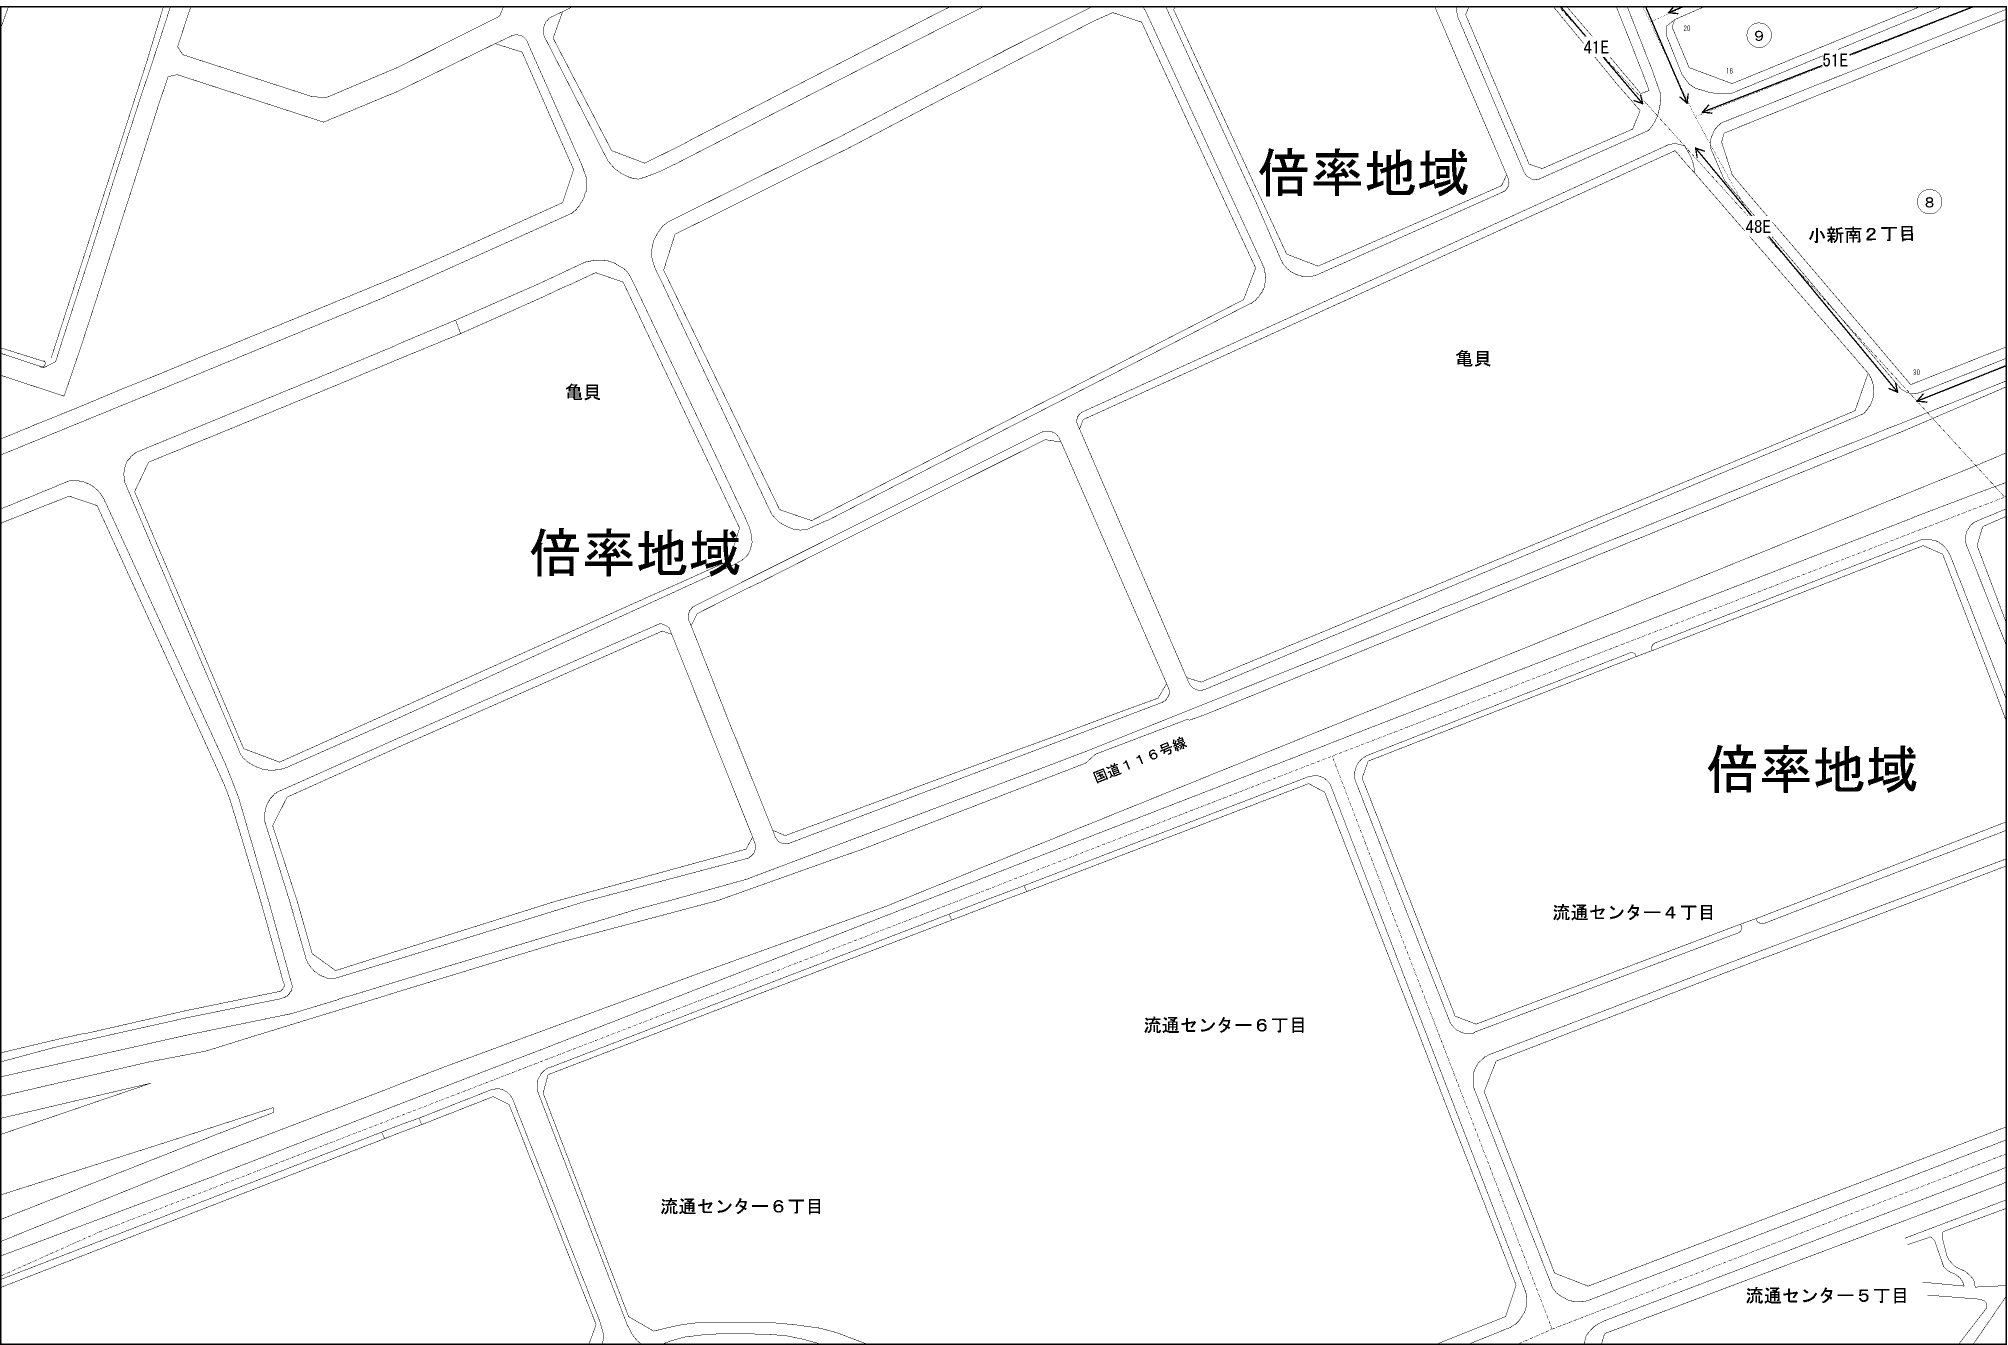 20
9
41E
51E
16
倍率地域
8
48E
小新南２丁目
亀貝
30
亀貝
倍率地域
国道１１６号線
倍率地域
流通センター４丁目
流通センター６丁目
流通センター６丁目
流通センター５丁目